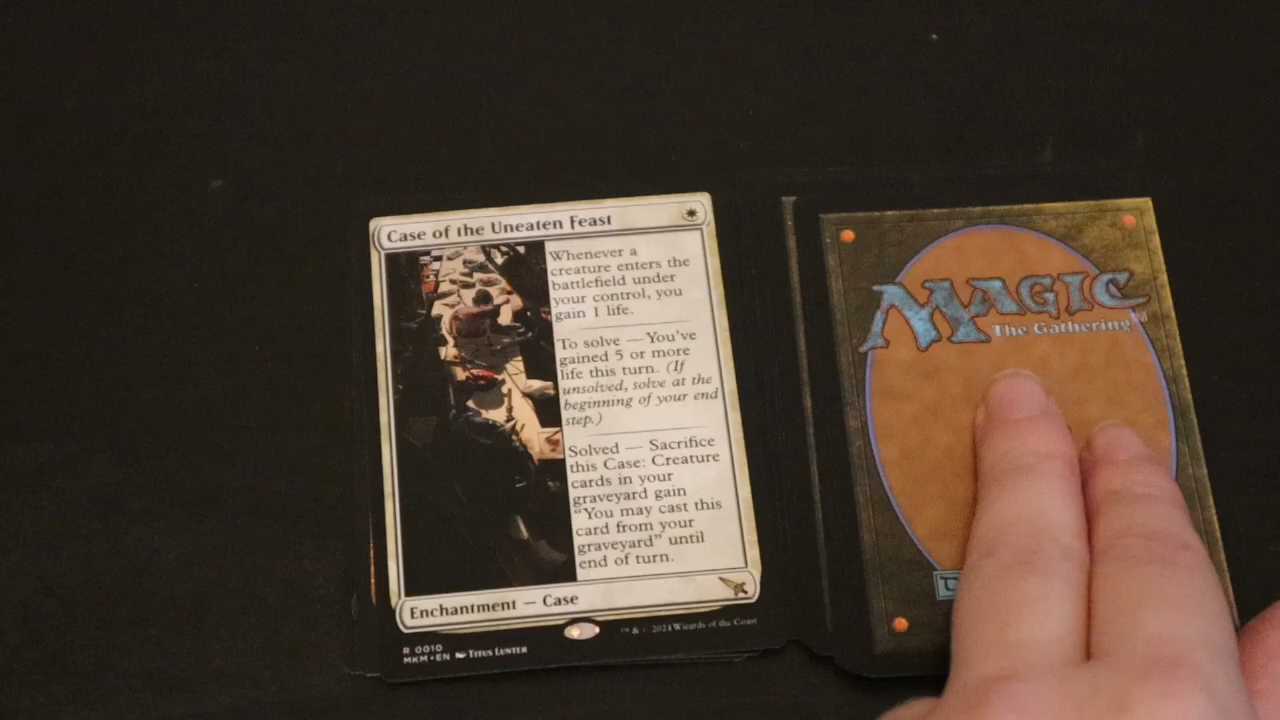 Case of the Uneaten Feast
Whenever a
creature enters the
battlefield under
your control, you
gain 1 life.
To solve — You've
gained 5 or more
life this turn. (If
unsolved, solve at the
beginning of your end
step.)
Solved — Sacrifice
this Case: Creature
cards in your
graveyard gain
"You may cast this
card from your
graveyard" until
end of turn.
Enchantment — Case
R 0010
MKM • EN Titus Lunter
™ & © 2024 Wizards of the Coast
MAGIC
The Gathering